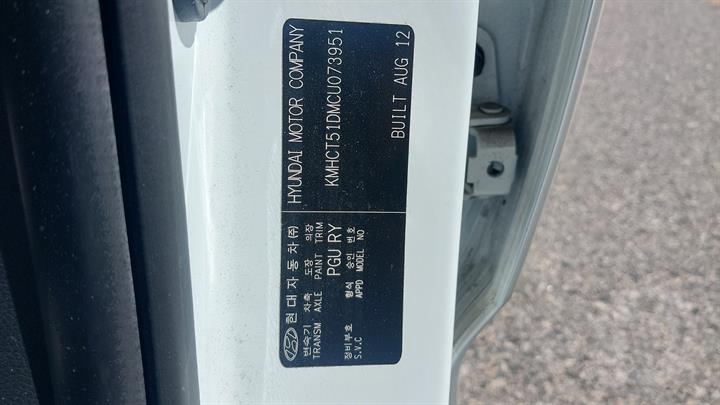 현대자동차(주) HYUNDAI MOTOR COMPANY
변속기 차축 도장 의장
TRANSM AXLE PAINT TRIM
KMHCT51DMCU073951
PGU RY
형식 승인 번호
APPD MODEL NO
정비부호
S.V.C
BUILT AUG 12